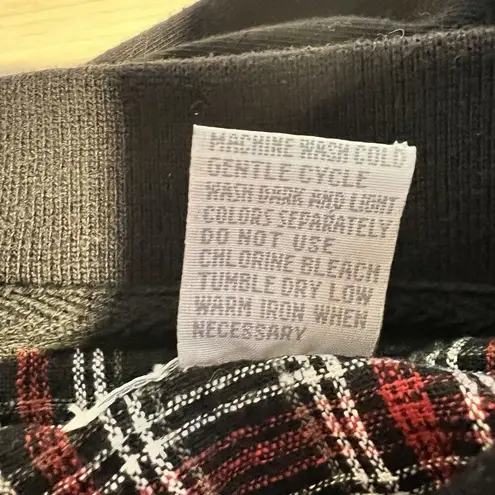 MACHINE WASH COLD
GENTLE CYCLE
WASH DARK AND LIGHT
COLORS SEPARATELY
DO NOT USE
CHLORINE BLEACH
TUMBLE DRY LOW
WARM IRON WHEN
NECESSARY